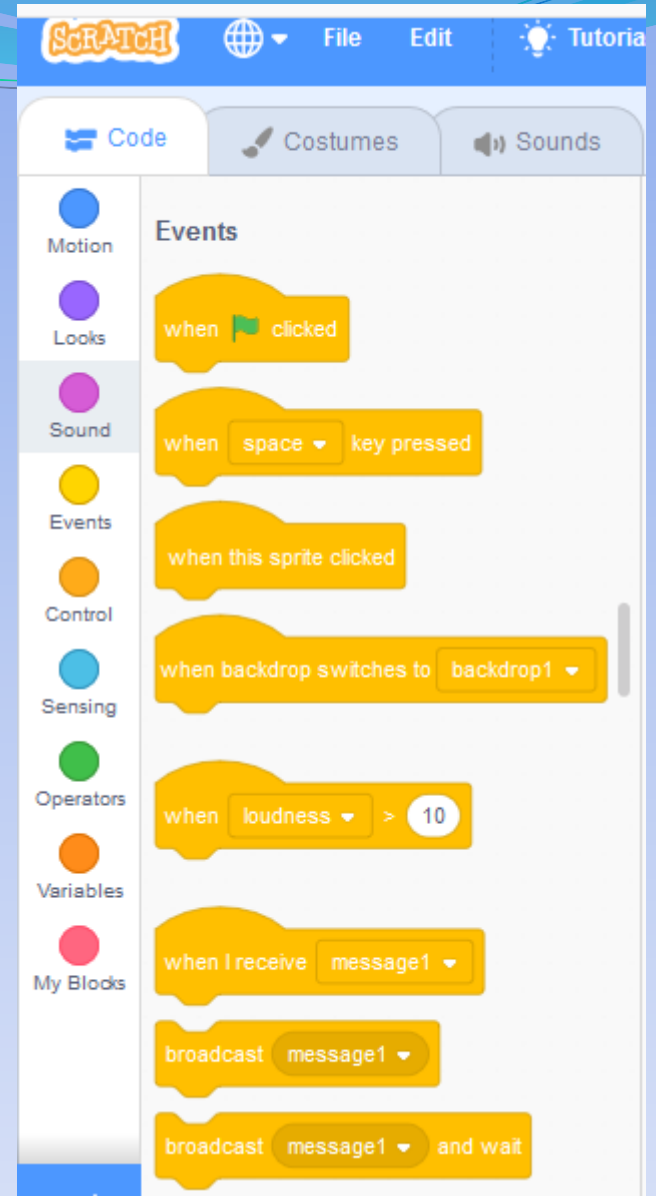 SCRATCH File Edit Tutoria
Code Costumes Sounds
Motion
Looks
Sound
Events
Control
Sensing
Operators
Variables
My Blocks
Events
when clicked
when space key pressed
when this sprite clicked
when backdrop switches to backdrop1
when loudness > 10
when I receive message1
broadcast message1
broadcast message1 and wait